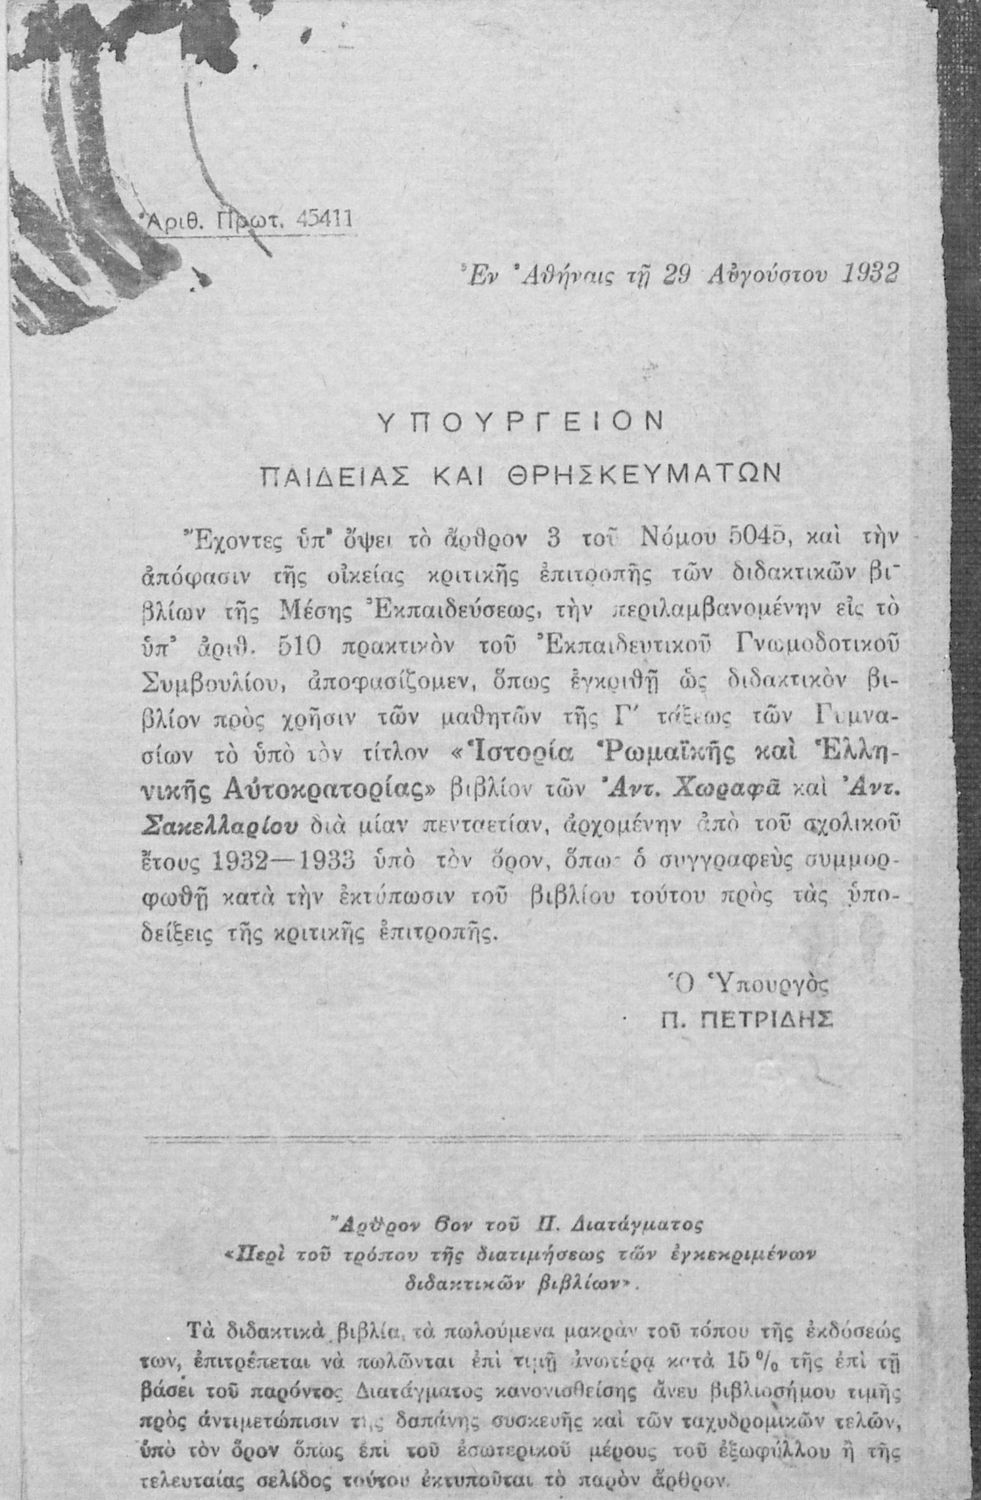 Ἀριθ. Πρωτ. 45411
Ἐν Ἀθήναις τῇ 29 Αὐγούστου 1932
ΥΠΟΥΡΓΕΙΟΝ
ΠΑΙΔΕΙΑΣ ΚΑΙ ΘΡΗΣΚΕΥΜΑΤΩΝ
Ἔχοντες ὑπ' ὄψει τὸ ἄρθρον 3 τοῦ Νόμου 5045, καὶ τὴν
ἀπόφασιν τῆς οἰκείας κριτικῆς ἐπιτροπῆς τῶν διδακτικῶν βι-
βλίων τῆς Μέσης Ἐκπαιδεύσεως, τὴν περιλαμβανομένην εἰς τὸ
ὑπ' ἀριθ. 510 πρακτικὸν τοῦ Ἐκπαιδευτικοῦ Γνωμοδοτικοῦ
Συμβουλίου, ἀποφασίζομεν, ὅπως ἐγκριθῇ ὡς διδακτικὸν βι-
βλίον πρὸς χρῆσιν τῶν μαθητῶν τῆς Γ′ τάξεως τῶν Γυμνα-
σίων τὸ ὑπὸ τὸν τίτλον «Ἱστορία Ῥωμαϊκῆς καὶ Ἑλλη-
νικῆς Αὐτοκρατορίας» βιβλίον τῶν Ἀντ. Χωραφᾶ καὶ Ἀντ.
Σακελλαρίου διὰ μίαν πενταετίαν, ἀρχομένην ἀπὸ τοῦ σχολικοῦ
ἔτους 1932—1933 ὑπὸ τὸν ὅρον, ὅπως ὁ συγγραφεὺς συμμορ-
φωθῇ κατὰ τὴν ἐκτύπωσιν τοῦ βιβλίου τούτου πρὸς τὰς ὑπο-
δείξεις τῆς κριτικῆς ἐπιτροπῆς.
Ὁ Ὑπουργὸς
Π. ΠΕΤΡΙΔΗΣ
Ἄρθρον 6ον τοῦ Π. Διατάγματος
«Περὶ τοῦ τρόπου τῆς διατιμήσεως τῶν ἐγκεκριμένων
διδακτικῶν βιβλίων».
Τὰ διδακτικὰ βιβλία, τὰ πωλούμενα μακρὰν τοῦ τόπου τῆς ἐκδόσεώς
των, ἐπιτρέπεται νὰ πωλῶνται ἐπὶ τιμῇ ἀνωτέρᾳ κατὰ 15% τῆς ἐπὶ τῇ
βάσει τοῦ παρόντος Διατάγματος κανονισθείσης ἄνευ βιβλιοσήμου τιμῆς
πρὸς ἀντιμετώπισιν τῆς δαπάνης συσκευῆς καὶ τῶν ταχυδρομικῶν τελῶν,
ὑπὸ τὸν ὅρον ὅπως ἐπὶ τοῦ ἐσωτερικοῦ μέρους τοῦ ἐξωφύλλου ἢ τῆς
τελευταίας σελίδος τούτου ἐκτυποῦται τὸ παρὸν ἄρθρον.